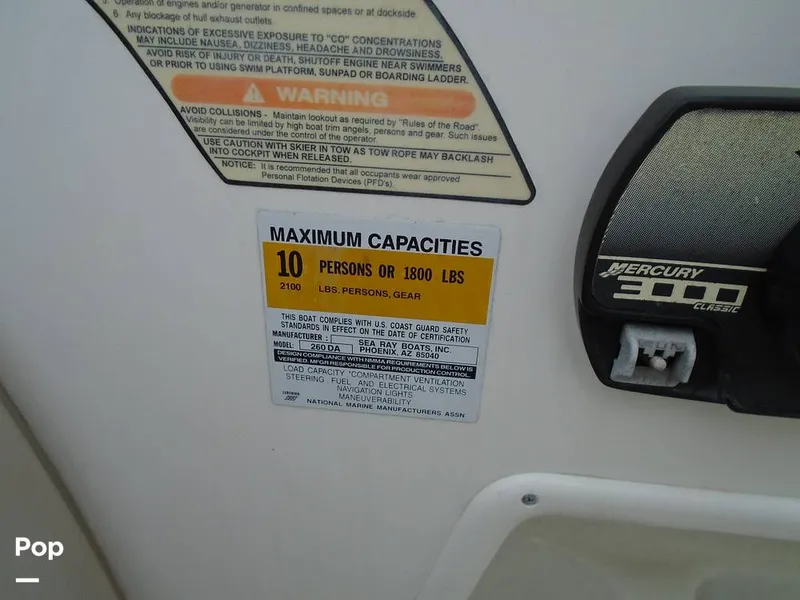 5. Operation of engines and/or generator in confined spaces or at dockside.
6. Any blockage of hull exhaust outlets
INDICATIONS OF EXCESSIVE EXPOSURE TO "CO" CONCENTRATIONS
MAY INCLUDE NAUSEA, DIZZINESS, HEADACHE AND DROWSINESS.
AVOID RISK OF INJURY OR DEATH, SHUTOFF ENGINE NEAR SWIMMERS
OR PRIOR TO USING SWIM PLATFORM, SUNPAD OR BOARDING LADDER.
WARNING
AVOID COLLISIONS - Maintain lookout as required by "Rules of the Road".
Visibility can be limited by high boat trim angels, persons and gear. Such issues
are considered under the control of the operator.
USE CAUTION WITH SKIER IN TOW AS TOW ROPE MAY BACKLASH
INTO COCKPIT WHEN RELEASED.
NOTICE: It is recommended that all occupants wear approved
Personal Flotation Devices (PFD's).
MAXIMUM CAPACITIES
10 PERSONS OR 1800 LBS
2100 LBS. PERSONS, GEAR
THIS BOAT COMPLIES WITH U.S. COAST GUARD SAFETY
STANDARDS IN EFFECT ON THE DATE OF CERTIFICATION
MANUFACTURER : SEA RAY BOATS, INC.
MODEL: 260 DA PHOENIX, AZ 85040
DESIGN COMPLIANCE WITH NMMA REQUIREMENTS BELOW IS
VERIFIED. MFGR RESPONSIBLE FOR PRODUCTION CONTROL.
LOAD CAPACITY *COMPARTMENT VENTILATION
STEERING, FUEL AND ELECTRICAL SYSTEMS
NAVIGATION LIGHTS
MANEUVERABILITY
NATIONAL MARINE MANUFACTURERS ASSN
MERCURY
3000
CLASSIC
Pop